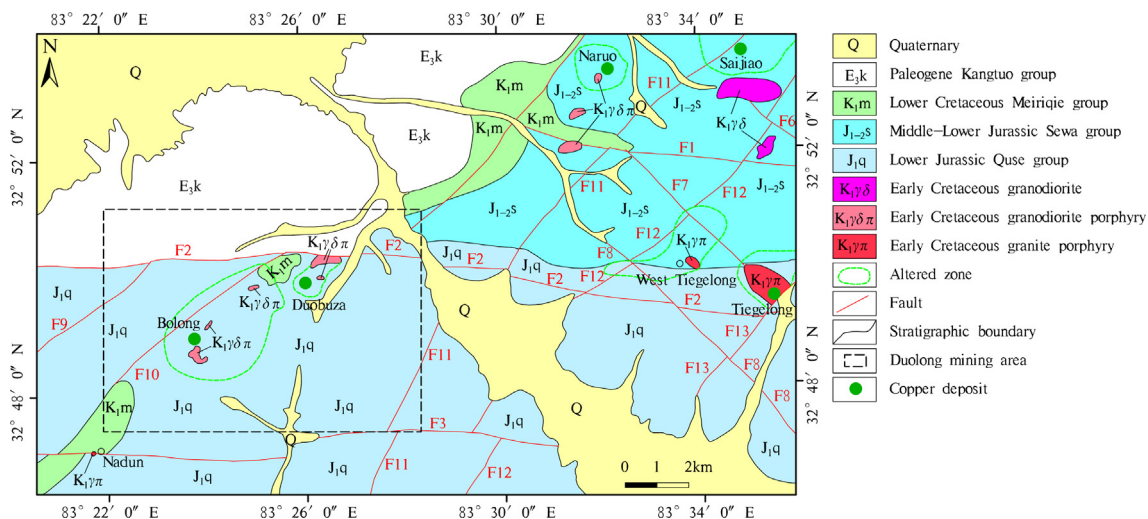 83° 22′ 0″ E
83° 26′ 0″ E
83° 30′ 0″ E
83° 34′ 0″ E
N
Q
E₃k
K₁m
Naruo
Saijiao
F11
J₁₋₂s
J₁₋₂s
K₁γδπ
Q
K₁γδ
F6
32° 52′ 0″ N
32° 52′ 0″ N
E₃k
K₁m
K₁m
F1
E₃k
F11
F7
F12
J₁₋₂s
J₁₋₂s
J₁₋₂s
F12
K₁γπ
F2
K₁γδπ
F2
F2
J₁q
J₁q
F8
F12
F2
West Tiegelong
F2
K₁γπ
Tiegelong
J₁q
K₁m
K₁γδπ
Duobuza
F9
J₁q
Bolong
K₁γδπ
J₁q
J₁q
F13
F11
F10
F13
F8
F8
32° 48′ 0″ N
32° 48′ 0″ N
K₁m
J₁q
J₁q
Q
F3
J₁q
Q
Nadun
K₁γπ
J₁q
F11
F12
J₁q
0 1 2km
83° 22′ 0″ E
83° 26′ 0″ E
83° 30′ 0″ E
83° 34′ 0″ E
Q Quaternary
E₃k Paleogene Kangtuo group
K₁m Lower Cretaceous Meiriqie group
J₁₋₂s Middle-Lower Jurassic Sewa group
J₁q Lower Jurassic Quse group
K₁γδ Early Cretaceous granodiorite
K₁γδπ Early Cretaceous granodiorite porphyry
K₁γπ Early Cretaceous granite porphyry
Altered zone
Fault
Stratigraphic boundary
Duolong mining area
Copper deposit